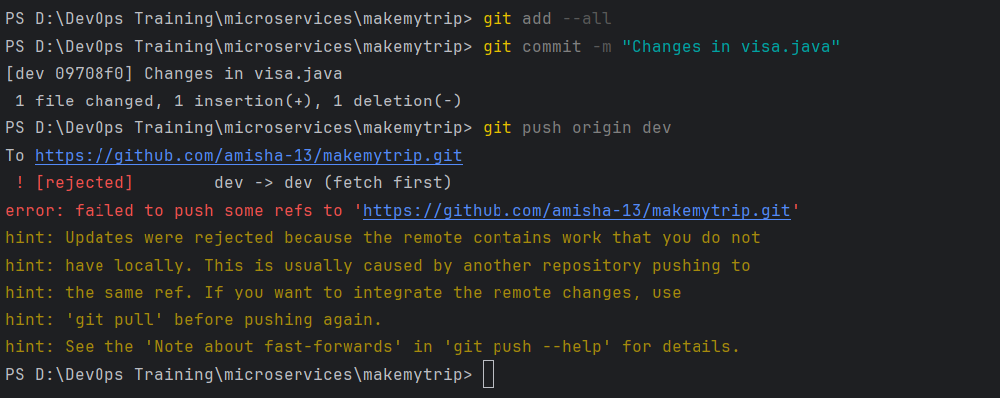 PS D:\DevOps Training\microservices\makemytrip> git add --all
PS D:\DevOps Training\microservices\makemytrip> git commit -m "Changes in visa.java"
[dev 09708f0] Changes in visa.java
 1 file changed, 1 insertion(+), 1 deletion(-)
PS D:\DevOps Training\microservices\makemytrip> git push origin dev
To https://github.com/amisha-13/makemytrip.git
 ! [rejected]        dev -> dev (fetch first)
error: failed to push some refs to 'https://github.com/amisha-13/makemytrip.git'
hint: Updates were rejected because the remote contains work that you do not
hint: have locally. This is usually caused by another repository pushing to
hint: the same ref. If you want to integrate the remote changes, use
hint: 'git pull' before pushing again.
hint: See the 'Note about fast-forwards' in 'git push --help' for details.
PS D:\DevOps Training\microservices\makemytrip>